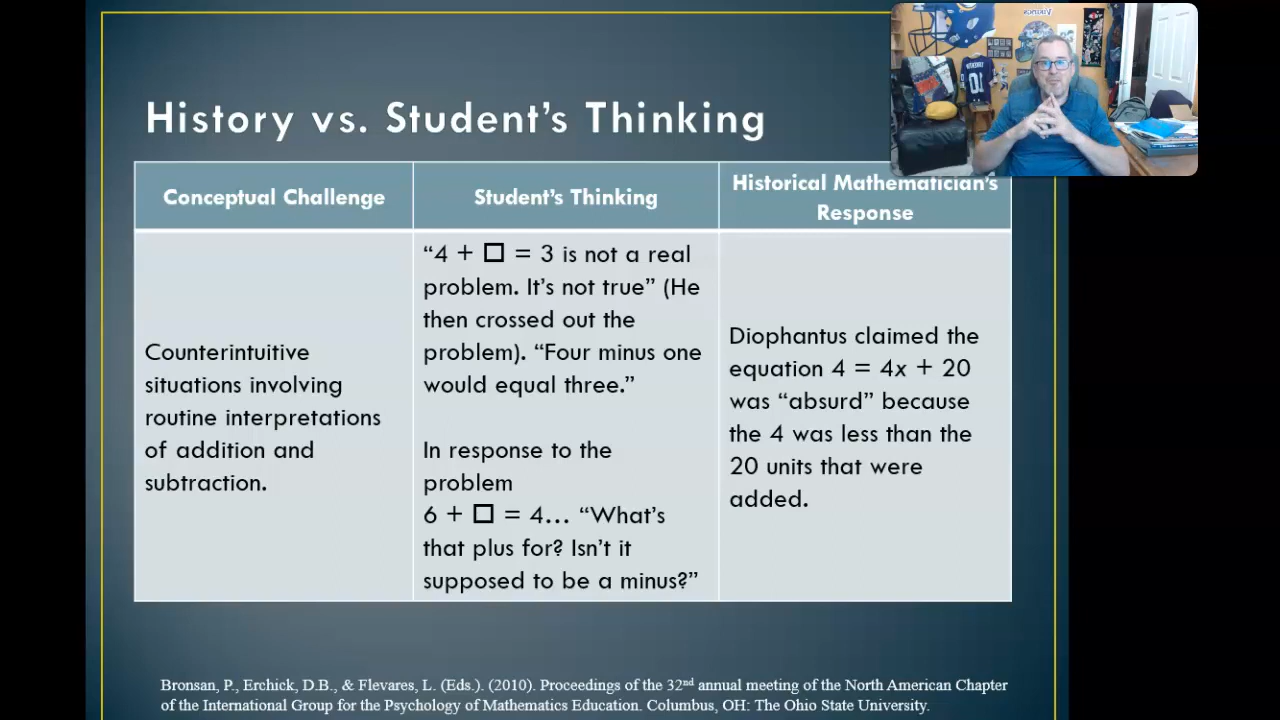 Vikings
History vs. Student's Thinking
Conceptual Challenge
Student's Thinking
Historical Mathematician's
Response
Counterintuitive
situations involving
routine interpretations
of addition and
subtraction.
“4 + □ = 3 is not a real
problem. It's not true” (He
then crossed out the
problem). “Four minus one
would equal three.”
In response to the
problem
6 + □ = 4… “What's
that plus for? Isn't it
supposed to be a minus?”
Diophantus claimed the
equation 4 = 4x + 20
was “absurd” because
the 4 was less than the
20 units that were
added.
Bronsan, P., Erchick, D.B., & Flevares, L. (Eds.). (2010). Proceedings of the 32nd annual meeting of the North American Chapter
of the International Group for the Psychology of Mathematics Education. Columbus, OH: The Ohio State University.